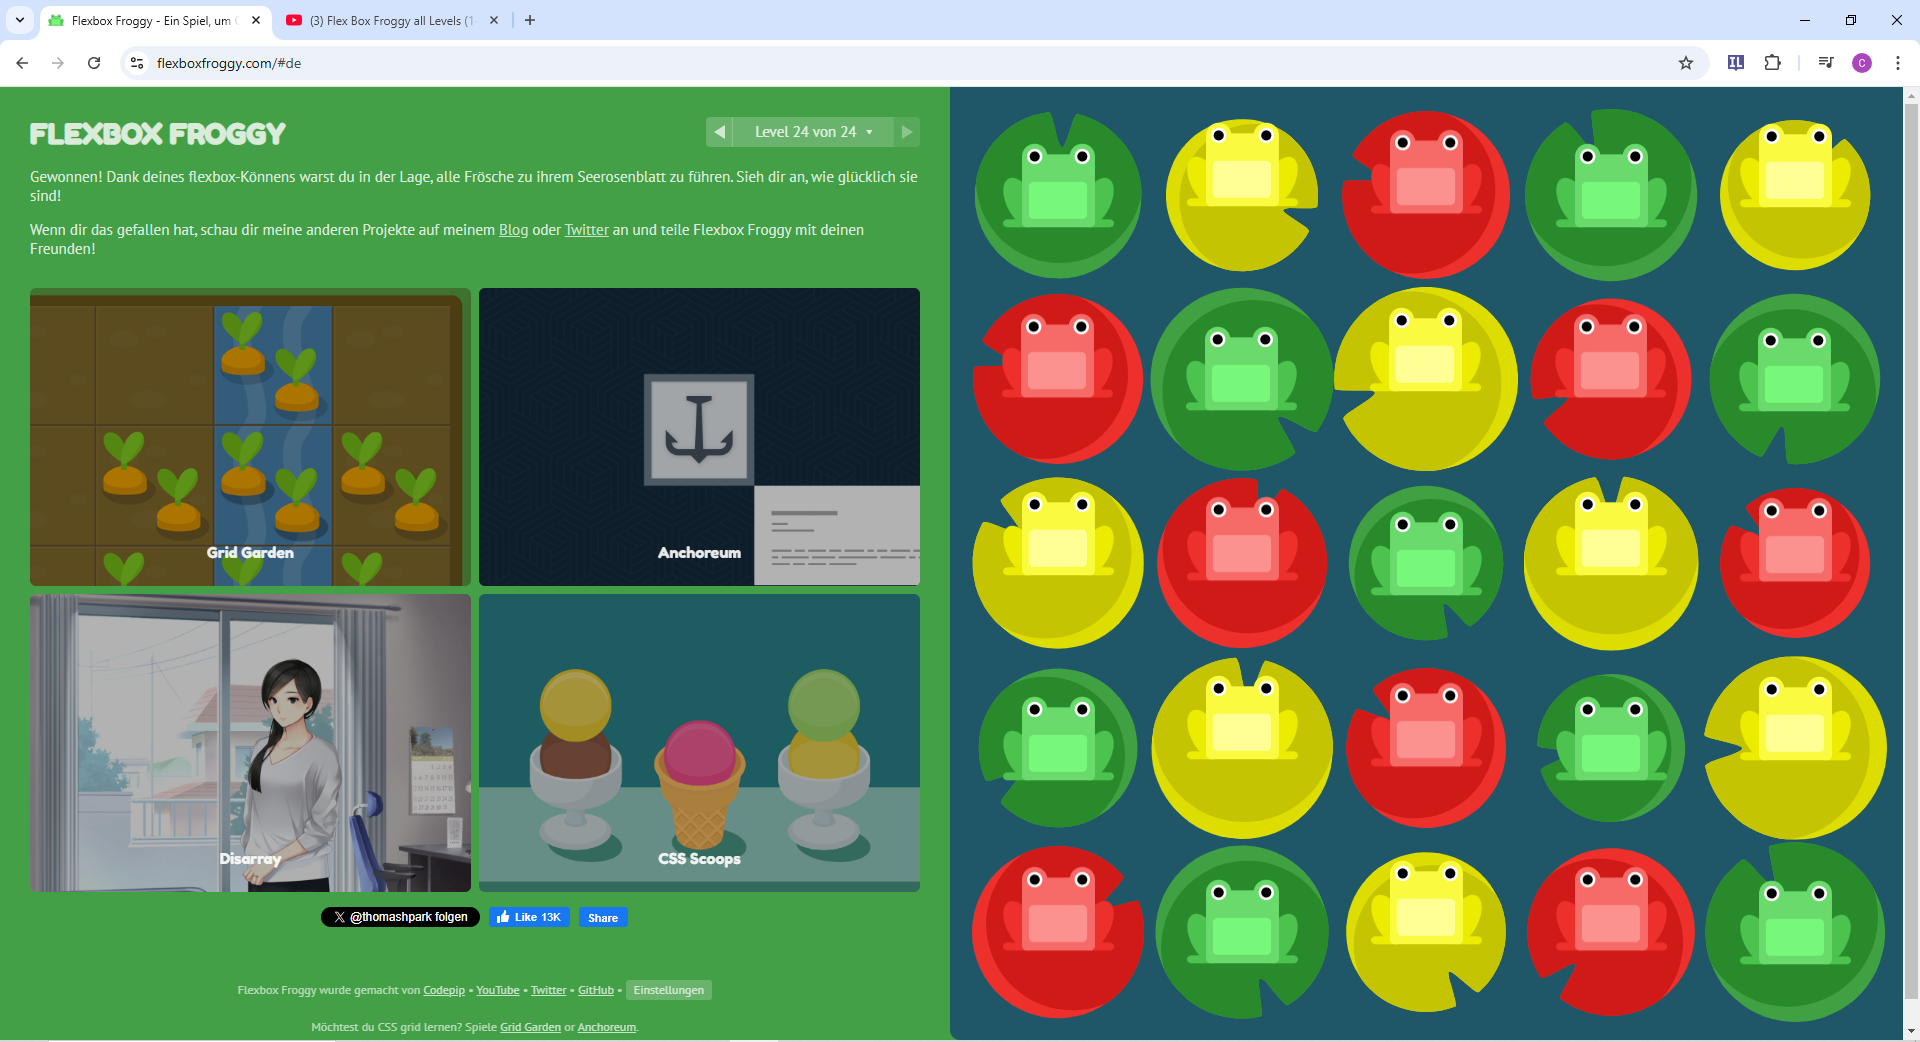 Flexbox Froggy - Ein Spiel, um
(3) Flex Box Froggy all Levels (1-
flexboxfroggy.com/#de
IL
C
FLEXBOX FROGGY
Level 24 von 24
Gewonnen! Dank deines flexbox-Könnens warst du in der Lage, alle Frösche zu ihrem Seerosenblatt zu führen. Sieh dir an, wie glücklich sie
sind!
Wenn dir das gefallen hat, schau dir meine anderen Projekte auf meinem Blog oder Twitter an und teile Flexbox Froggy mit deinen
Freunden!
Grid Garden
Anchoreum
Disarray
CSS Scoops
X @thomashpark folgen
Like 13K
Share
Flexbox Froggy wurde gemacht von Codepip • YouTube • Twitter • GitHub • Einstellungen
Möchtest du CSS grid lernen? Spiele Grid Garden or Anchoreum.